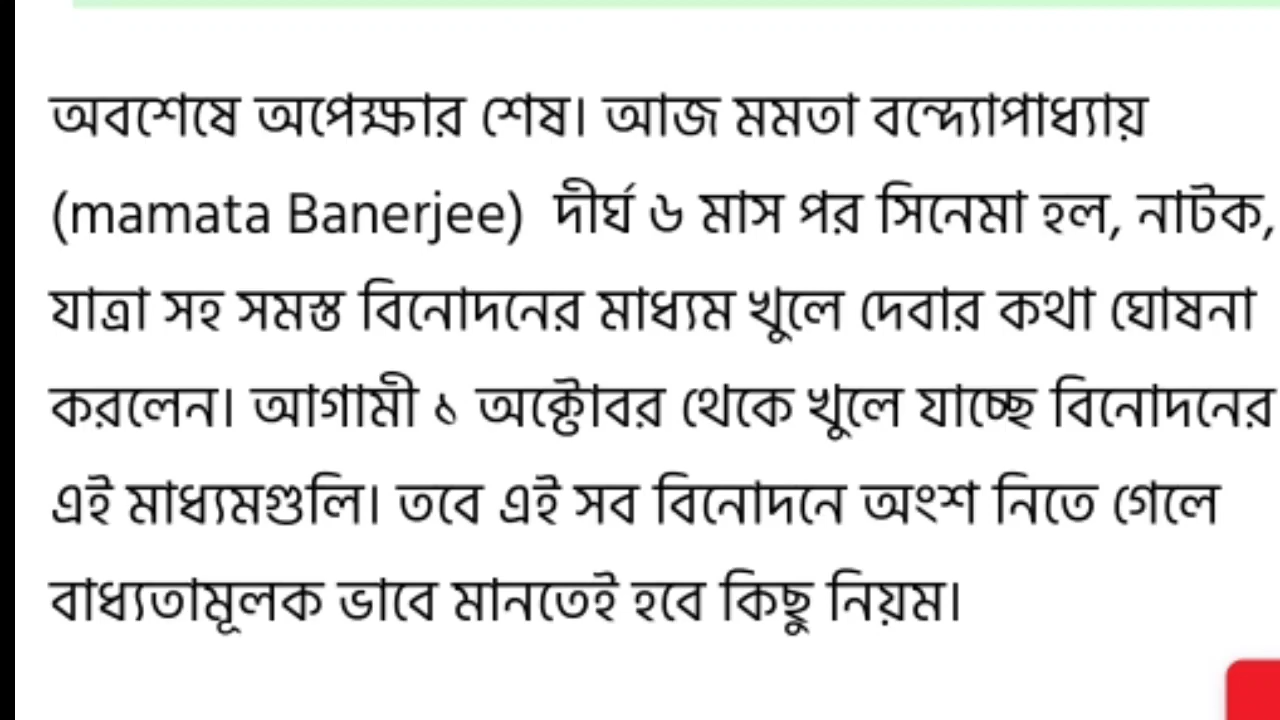 অবশেষে অপেক্ষার শেষ। আজ মমতা বন্দ্যোপাধ্যায়
(mamata Banerjee) দীর্ঘ ৬ মাস পর সিনেমা হল, নাটক,
যাত্রা সহ সমস্ত বিনোদনের মাধ্যম খুলে দেবার কথা ঘোষনা
করলেন। আগামী ১ অক্টোবর থেকে খুলে যাচ্ছে বিনোদনের
এই মাধ্যমগুলি। তবে এই সব বিনোদনে অংশ নিতে গেলে
বাধ্যতামূলক ভাবে মানতেই হবে কিছু নিয়ম।